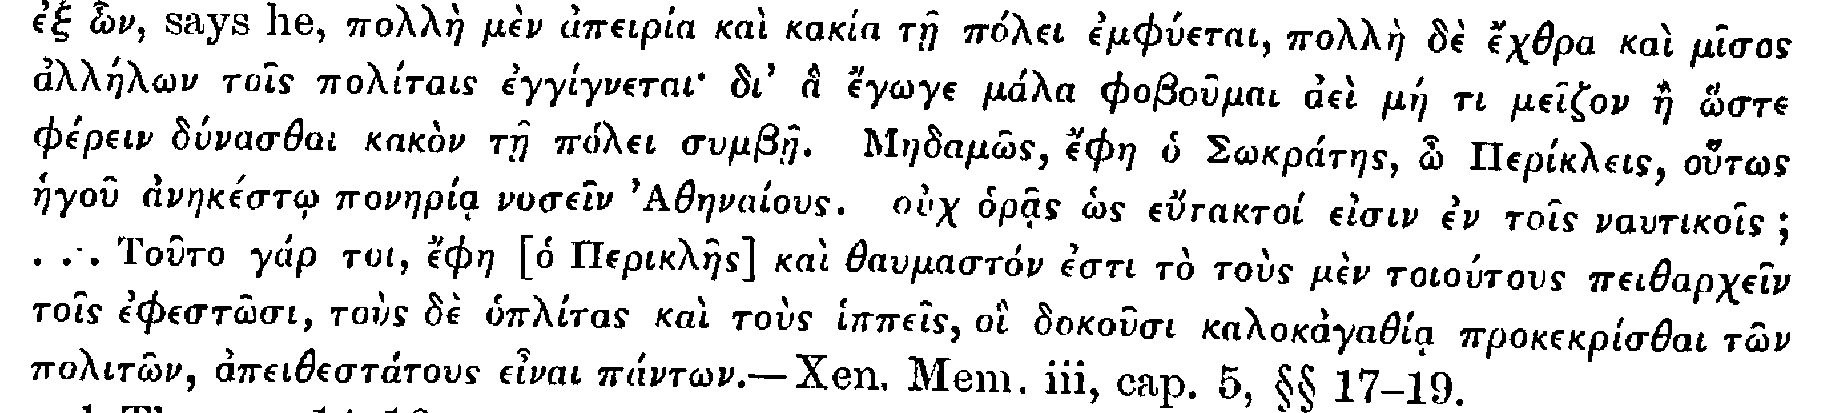 ἐξ ὧν, says he, πολλὴ μὲν ἀπειρία καὶ κακία τῇ πόλει ἐμφύεται, πολλὴ δὲ ἔχθρα καὶ μῖσος
ἀλλήλων τοῖς πολίταις ἐγγίγνεται· δι’ ἃ ἔγωγε μάλα φοβοῦμαι ἀεὶ μή τι μεῖζον ἢ ὥστε
φέρειν δύνασθαι κακὸν τῇ πόλει συμβῇ. Μηδαμῶς, ἔφη ὁ Σωκράτης, ὦ Περίκλεις, οὕτως
ἡγοῦ ἀνηκέστῳ πονηρίᾳ νοσεῖν Ἀθηναίους. οὐχ ὁρᾷς ὡς εὔτακτοί εἰσιν ἐν τοῖς ναυτικοῖς ;
. . . Τοῦτο γάρ τοι, ἔφη [ὁ Περικλῆς] καὶ θαυμαστόν ἐστι τὸ τοὺς μὲν τοιούτους πειθαρχεῖν
τοῖς ἐφεστῶσι, τοὺς δὲ ὁπλίτας καὶ τοὺς ἱππεῖς, οἳ δοκοῦσι καλοκἀγαθίᾳ προκεκρίσθαι τῶν
πολιτῶν, ἀπειθεστάτους εἶναι πάντων.—Xen. Mem. iii, cap. 5, §§ 17–19.